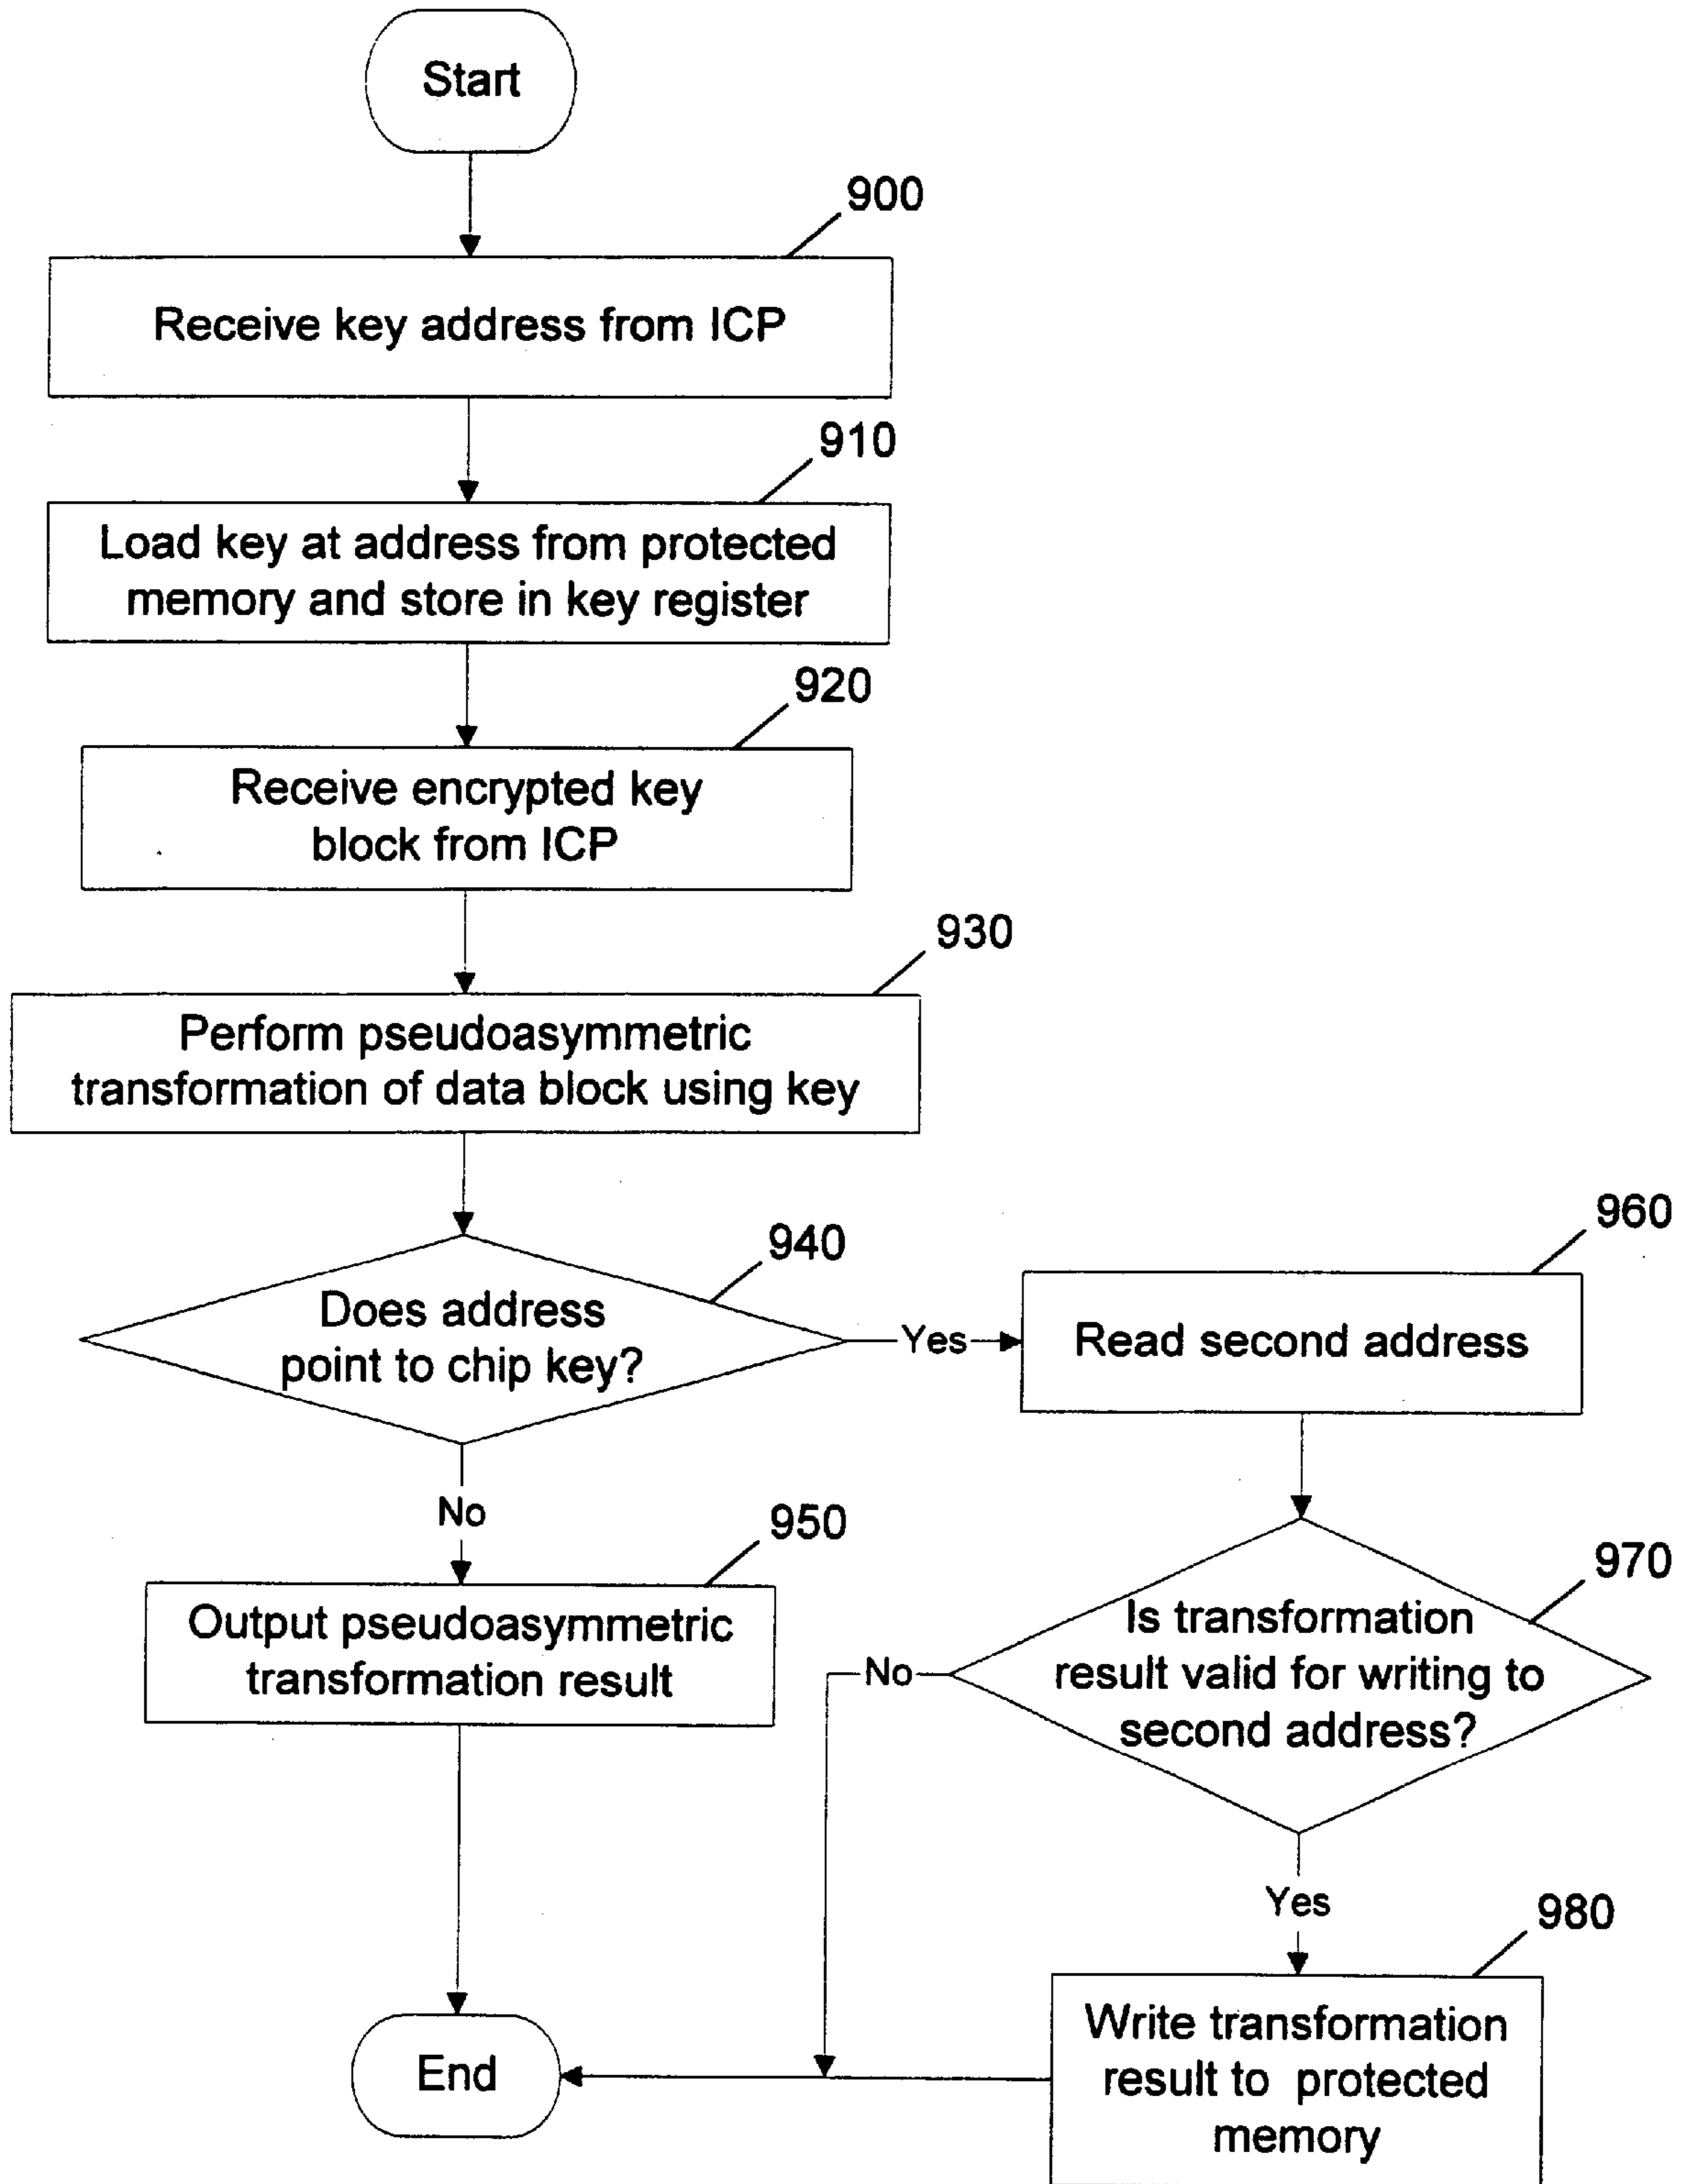 Start
900
Receive key address from ICP
910
Load key at address from protected
memory and store in key register
920
Receive encrypted key
block from ICP
930
Perform pseudoasymmetric
transformation of data block using key
940
Does address
point to chip key?
Yes
960
Read second address
No
950
Output pseudoasymmetric
transformation result
970
Is transformation
result valid for writing to
second address?
No
Yes
980
Write transformation
result to protected
memory
End